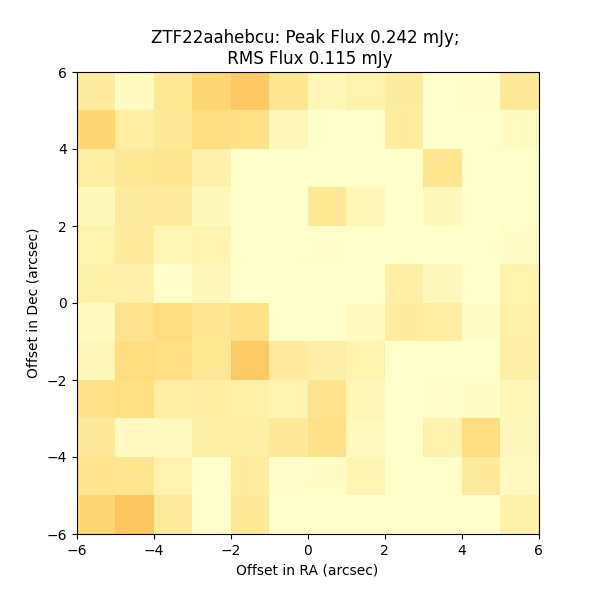 ZTF22aahebcu: Peak Flux 0.242 mJy;
RMS Flux 0.115 mJy
6
4
2
0
−2
−4
−6
Offset in Dec (arcsec)
−6 −4 −2 0 2 4 6
Offset in RA (arcsec)